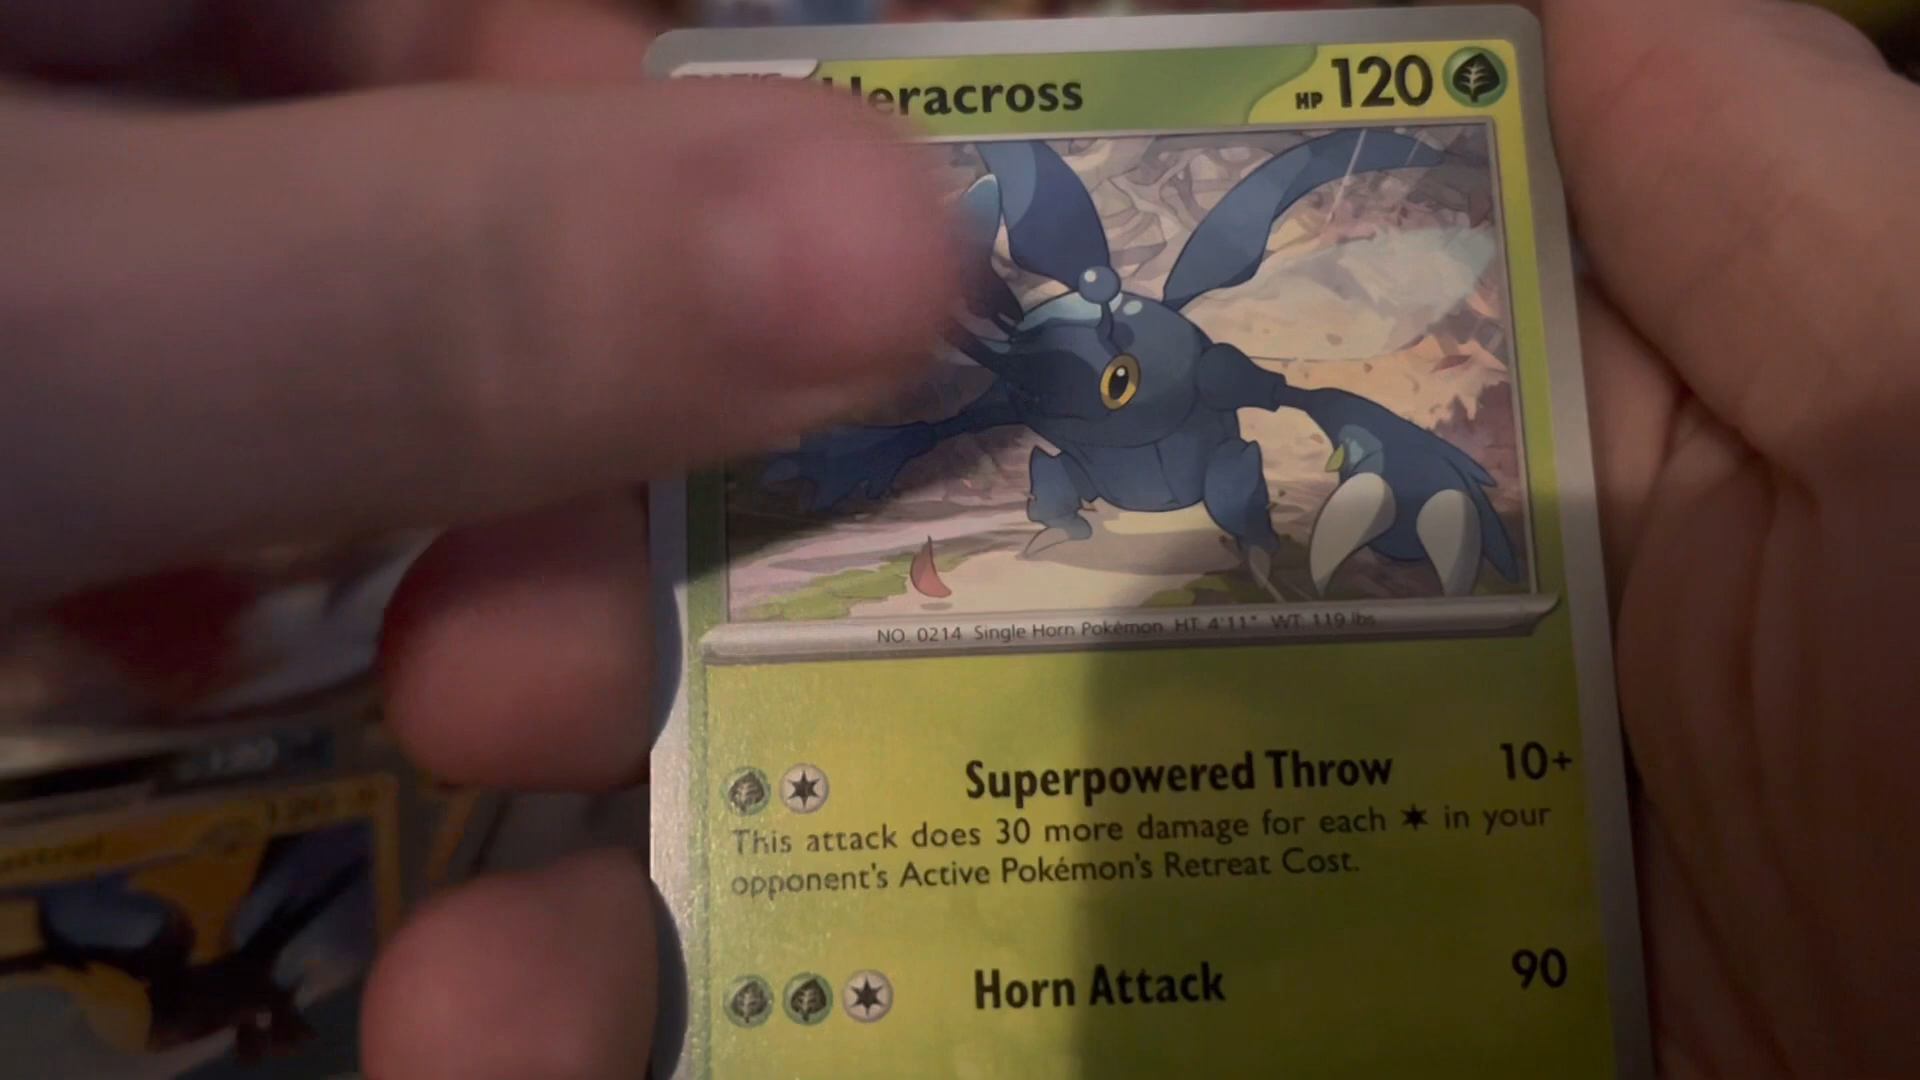 Heracross HP 120
NO. 0214 Single Horn Pokémon HT. 4'11" WT. 119 lbs
Superpowered Throw 10+
This attack does 30 more damage for each ✶ in your
opponent's Active Pokémon's Retreat Cost.
Horn Attack 90
120